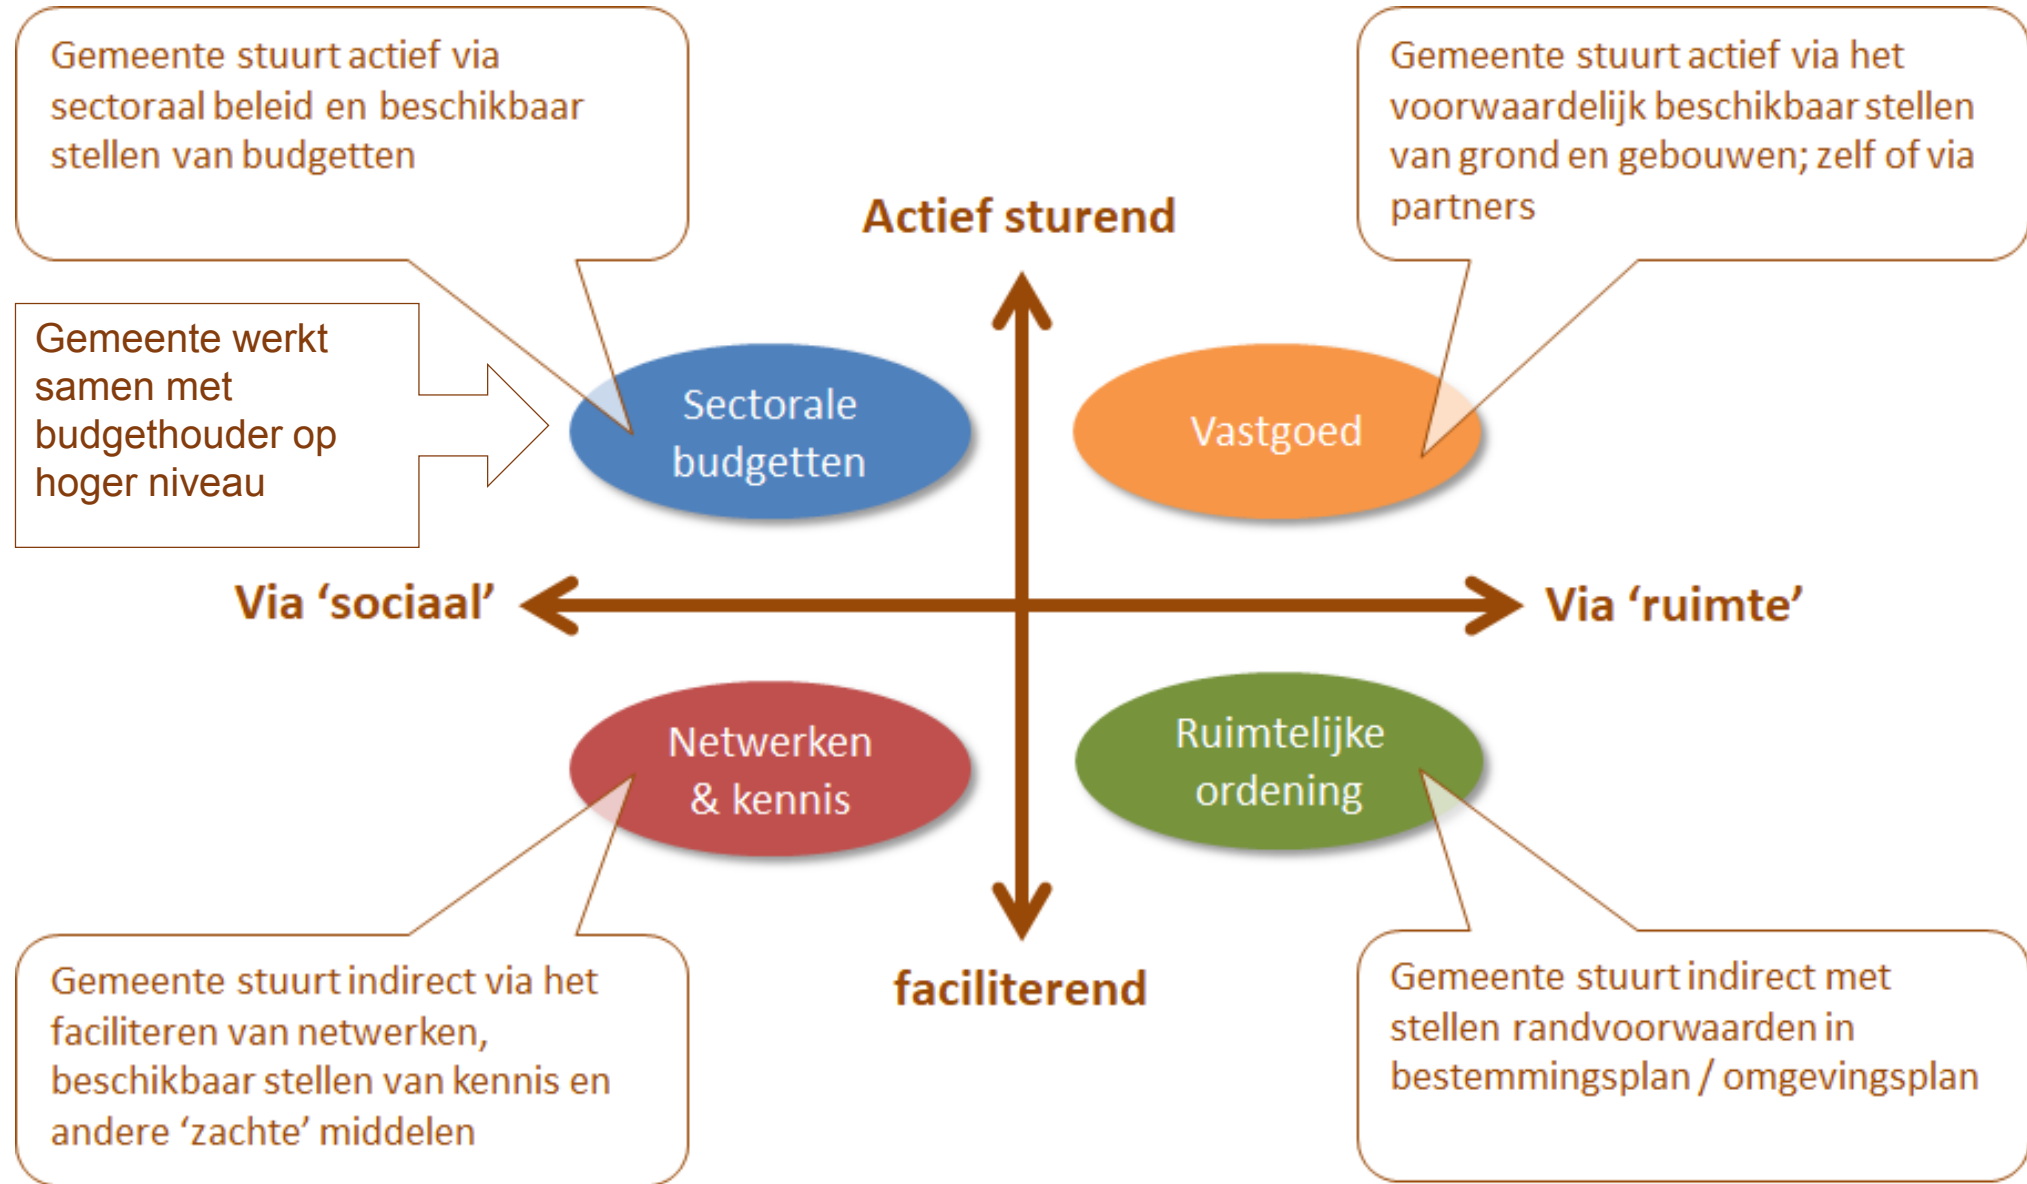 Gemeente stuurt actief via
sectoraal beleid en beschikbaar
stellen van budgetten
Gemeente stuurt actief via het
voorwaardelijk beschikbaar stellen
van grond en gebouwen; zelf of via
partners
Actief sturend
Gemeente werkt
samen met
budgethouder op
hoger niveau
Sectorale
budgetten
Vastgoed
Via ‘sociaal’
Via ‘ruimte’
Netwerken
& kennis
Ruimtelijke
ordening
faciliterend
Gemeente stuurt indirect via het
faciliteren van netwerken,
beschikbaar stellen van kennis en
andere ‘zachte’ middelen
Gemeente stuurt indirect met
stellen randvoorwaarden in
bestemmingsplan / omgevingsplan